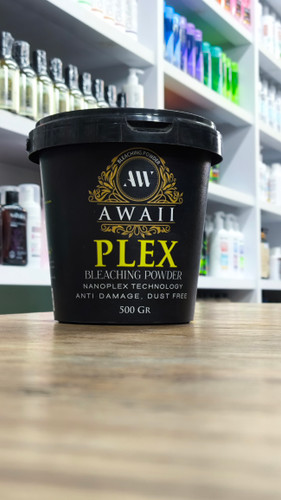 BLEACHING POWDER
AW
AWAII
PLEX
BLEACHING POWDER
NANOPLEX TECHNOLOGY
ANTI DAMAGE, DUST FREE
500 GR